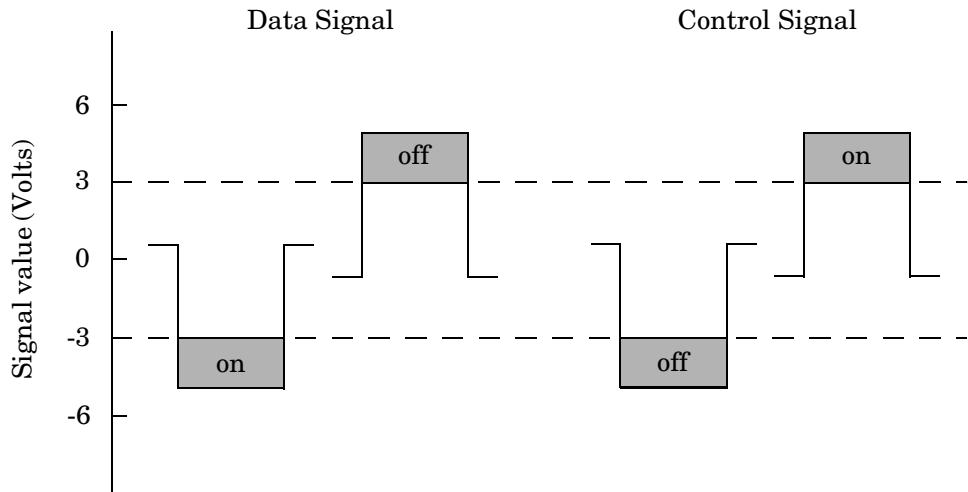 Data Signal
Control Signal
Signal value (Volts)
6
3
0
-3
-6
off
on
on
off